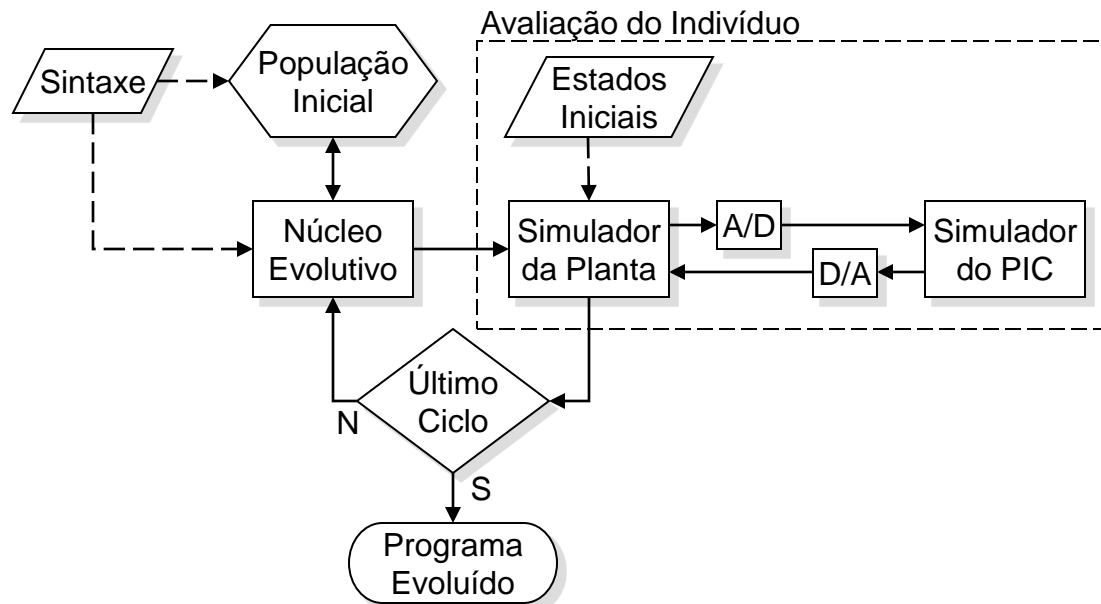 Avaliação do Indivíduo
Sintaxe
População
Inicial
Estados
Iniciais
Núcleo
Evolutivo
Simulador
da Planta
A/D
D/A
Simulador
do PIC
Último
Ciclo
N
S
Programa
Evoluído